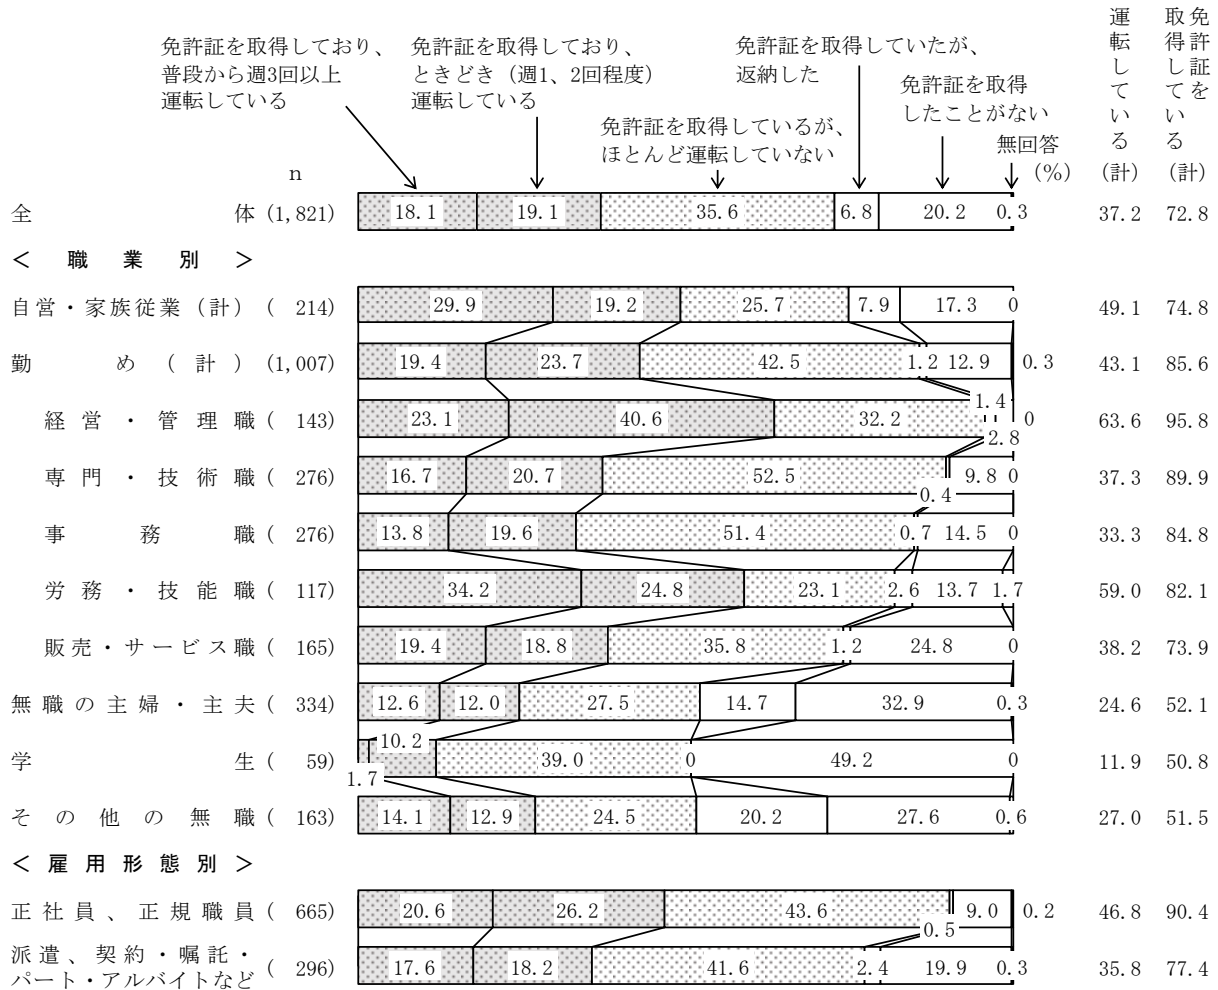 免許証を取得しており、
普段から週3回以上
運転している
免許証を取得しており、
ときどき（週1、2回程度）
運転している
免許証を取得しているが、
ほとんど運転していない
免許証を取得していたが、
返納した
免許証を取得
したことがない
無回答
(%)
運転している(計)
免許証を取得している(計)
n
全体 (1,821) 18.1 19.1 35.6 6.8 20.2 0.3 37.2 72.8
＜職業別＞
自営・家族従業（計） ( 214) 29.9 19.2 25.7 7.9 17.3 0 49.1 74.8
勤め（計） (1,007) 19.4 23.7 42.5 1.2 12.9 0.3 43.1 85.6
経営・管理職 ( 143) 23.1 40.6 32.2 1.4 2.8 0 63.6 95.8
専門・技術職 ( 276) 16.7 20.7 52.5 0.4 9.8 0 37.3 89.9
事務職 ( 276) 13.8 19.6 51.4 0.7 14.5 0 33.3 84.8
労務・技能職 ( 117) 34.2 24.8 23.1 2.6 13.7 1.7 59.0 82.1
販売・サービス職 ( 165) 19.4 18.8 35.8 1.2 24.8 0 38.2 73.9
無職の主婦・主夫 ( 334) 12.6 12.0 27.5 14.7 32.9 0.3 24.6 52.1
学生 ( 59) 1.7 10.2 39.0 0 49.2 0 11.9 50.8
その他の無職 ( 163) 14.1 12.9 24.5 20.2 27.6 0.6 27.0 51.5
＜雇用形態別＞
正社員、正規職員 ( 665) 20.6 26.2 43.6 0.5 9.0 0.2 46.8 90.4
派遣、契約・嘱託・
パート・アルバイトなど ( 296) 17.6 18.2 41.6 2.4 19.9 0.3 35.8 77.4